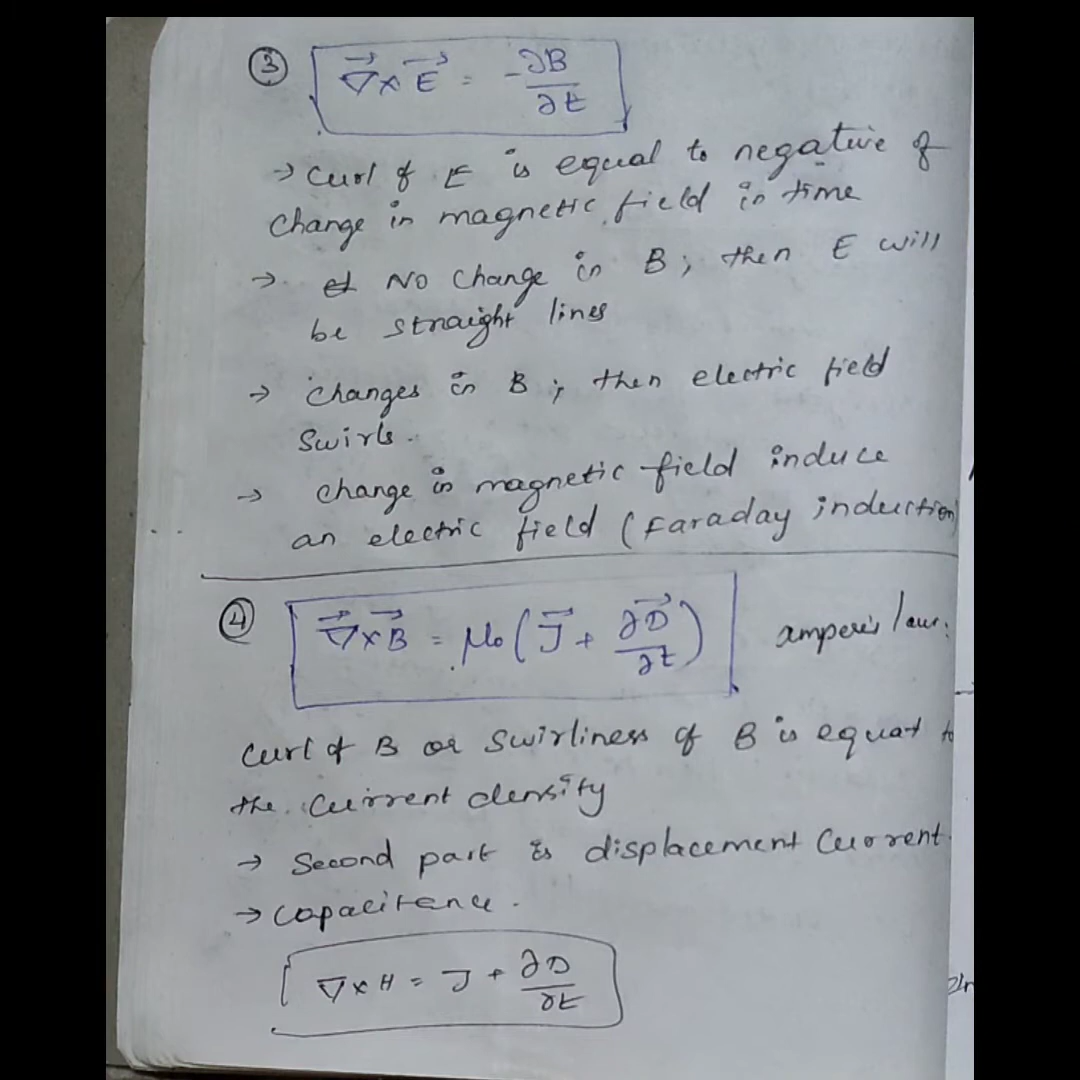 ③ ∇⃗×E⃗ = -∂B/∂t
→ Curl of E is equal to negative of
change in magnetic field in time
→ No change in B; then E will
be straight lines
→ changes in B; then electric field
swirls.
→ change in magnetic field induce
an electric field (Faraday induction)
④ ∇⃗×B⃗ = μ₀(J⃗ + ∂D⃗/∂t) ampere's law.
Curl of B or swirliness of B is equat to
the current density
→ Second part is displacement current.
→ capacitence.
∇×H = J + ∂D/∂t